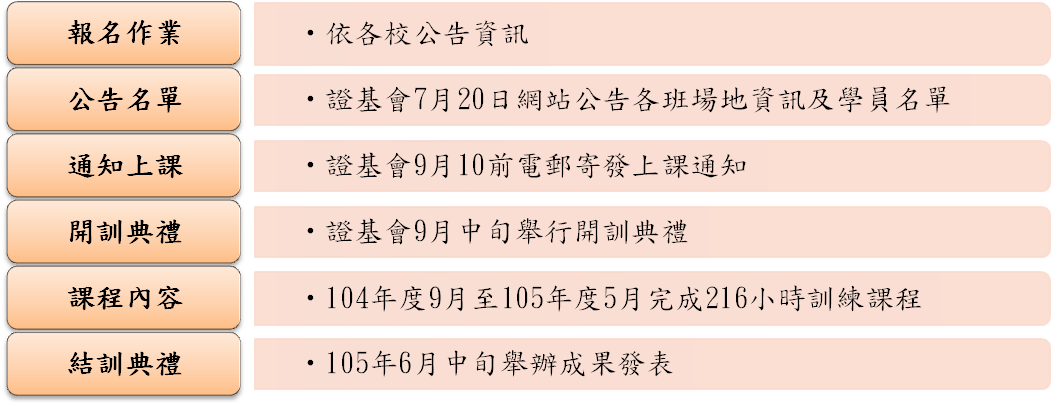 報名作業 •依各校公告資訊
公告名單 •證基會7月20日網站公告各班場地資訊及學員名單
通知上課 •證基會9月10前電郵寄發上課通知
開訓典禮 •證基會9月中旬舉行開訓典禮
課程內容 •104年度9月至105年度5月完成216小時訓練課程
結訓典禮 •105年6月中旬舉辦成果發表